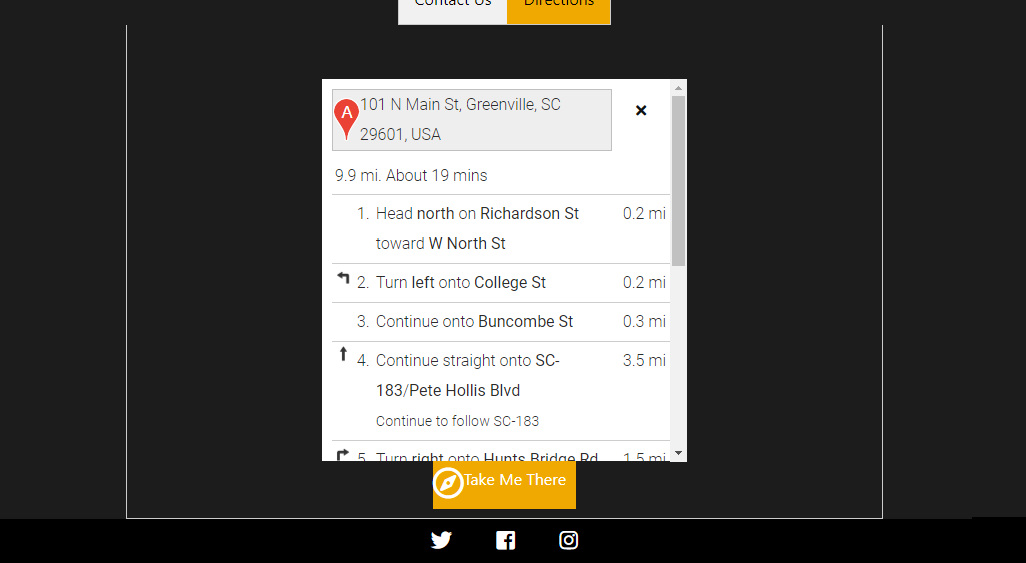 Contact Us
Directions
A
101 N Main St, Greenville, SC
29601, USA
9.9 mi. About 19 mins
1. Head north on Richardson St 0.2 mi
toward W North St
2. Turn left onto College St 0.2 mi
3. Continue onto Buncombe St 0.3 mi
4. Continue straight onto SC- 3.5 mi
183/Pete Hollis Blvd
Continue to follow SC-183
5. Turn right onto Hunts Bridge Rd 1.5 mi
Take Me There